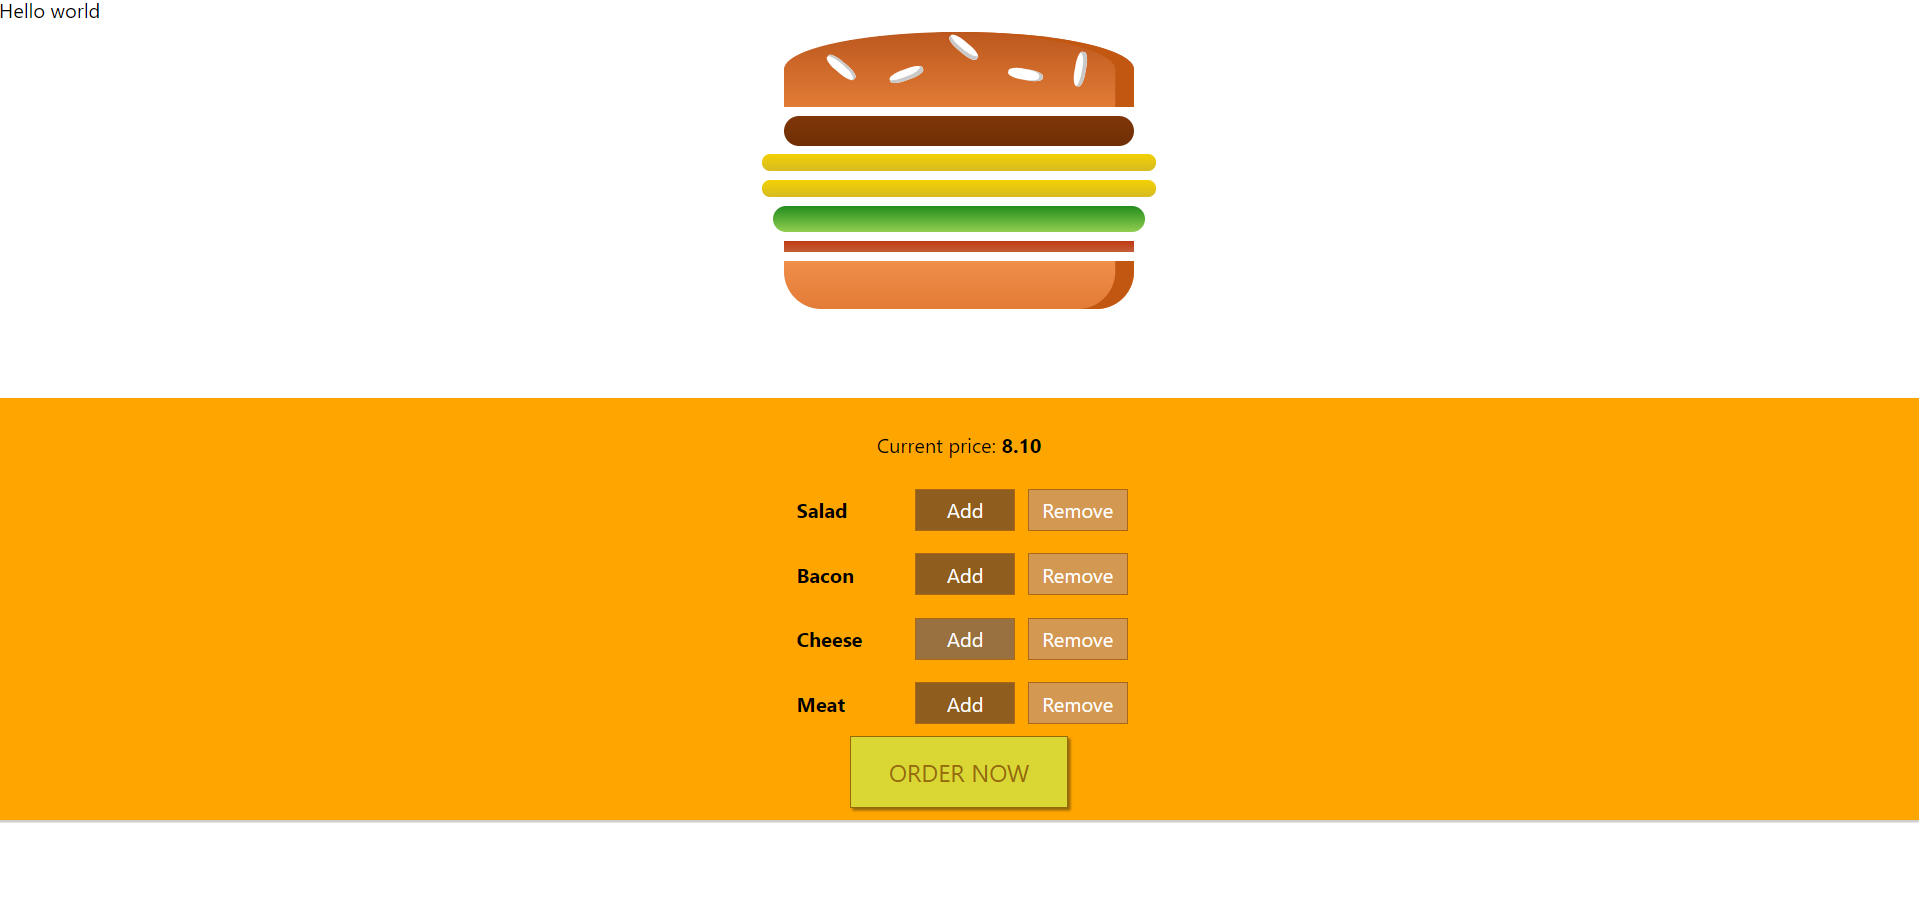 Hello world
Current price: 8.10
Salad Add Remove
Bacon Add Remove
Cheese Add Remove
Meat Add Remove
ORDER NOW